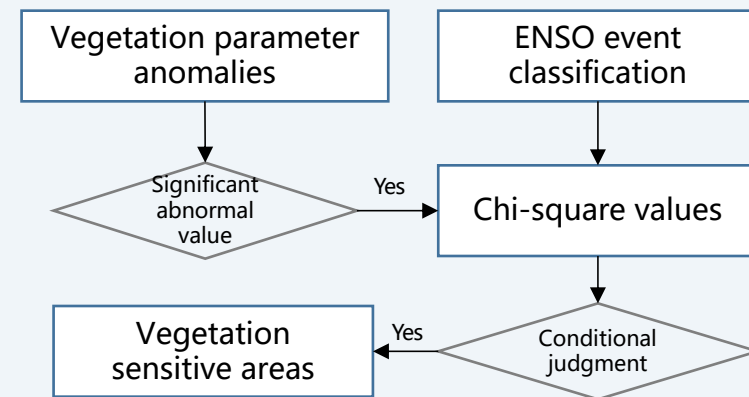 Vegetation parameter
anomalies
ENSO event
classification
Significant
abnormal
value
Yes
Chi-square values
Vegetation
sensitive areas
Yes
Conditional
judgment